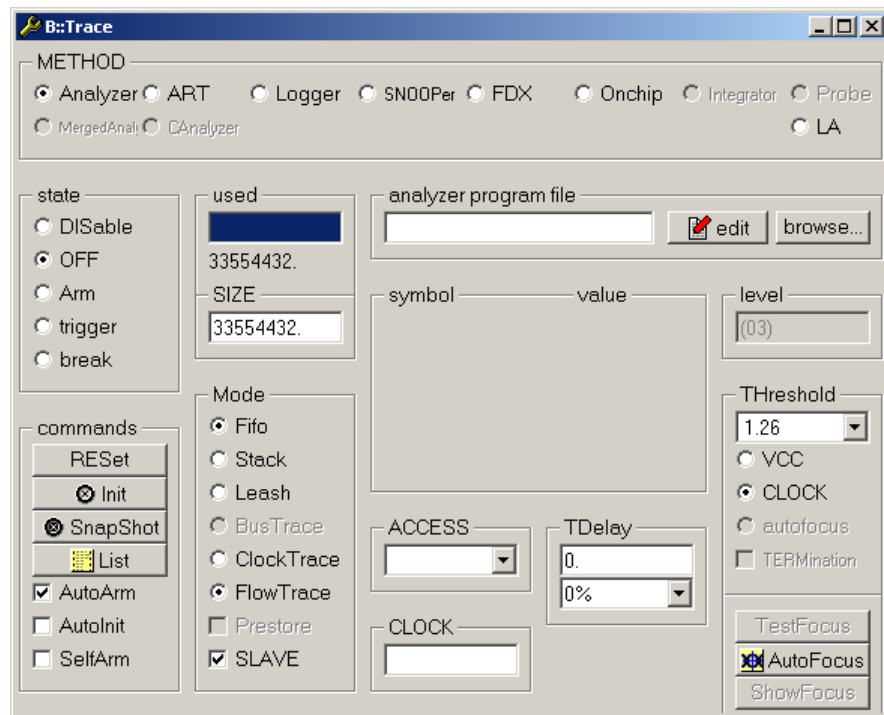 B::Trace
METHOD
Analyzer ART Logger SNOOPer FDX Onchip Integrator Probe
MergedAnal CAnalyzer LA
state
DISable
OFF
Arm
trigger
break
used
33554432.
SIZE
33554432.
analyzer program file
edit browse...
symbol value
level
(03)
commands
RESet
Init
SnapShot
List
AutoArm
AutoInit
SelfArm
Mode
Fifo
Stack
Leash
BusTrace
ClockTrace
FlowTrace
Prestore
SLAVE
ACCESS
CLOCK
TDelay
0.
0%
THreshold
1.26
VCC
CLOCK
autofocus
TERMination
TestFocus
AutoFocus
ShowFocus